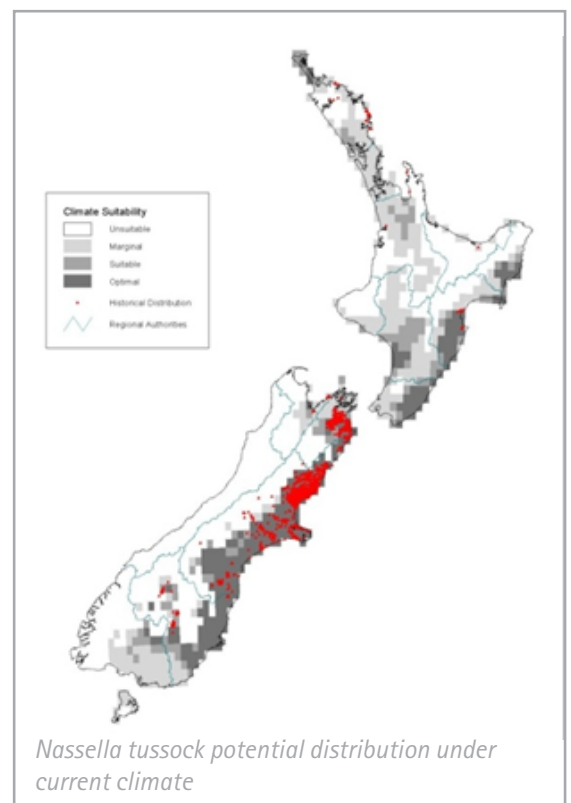 Climate Suitability
Unsuitable
Marginal
Suitable
Optimal
Historical Distribution
Regional Authorities
Nassella tussock potential distribution under
current climate